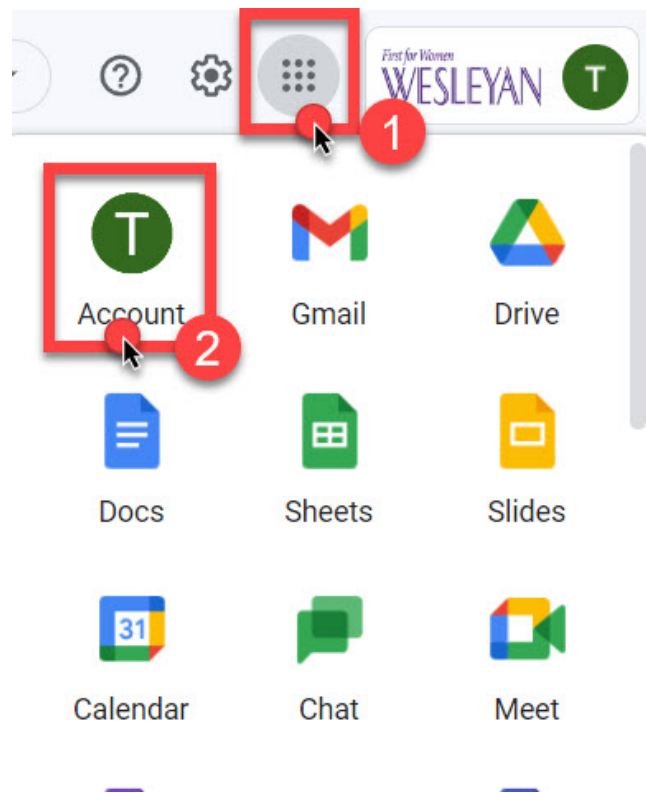 First for Women
WESLEYAN T
1
T
Account Gmail Drive
2
Docs Sheets Slides
31
Calendar Chat Meet